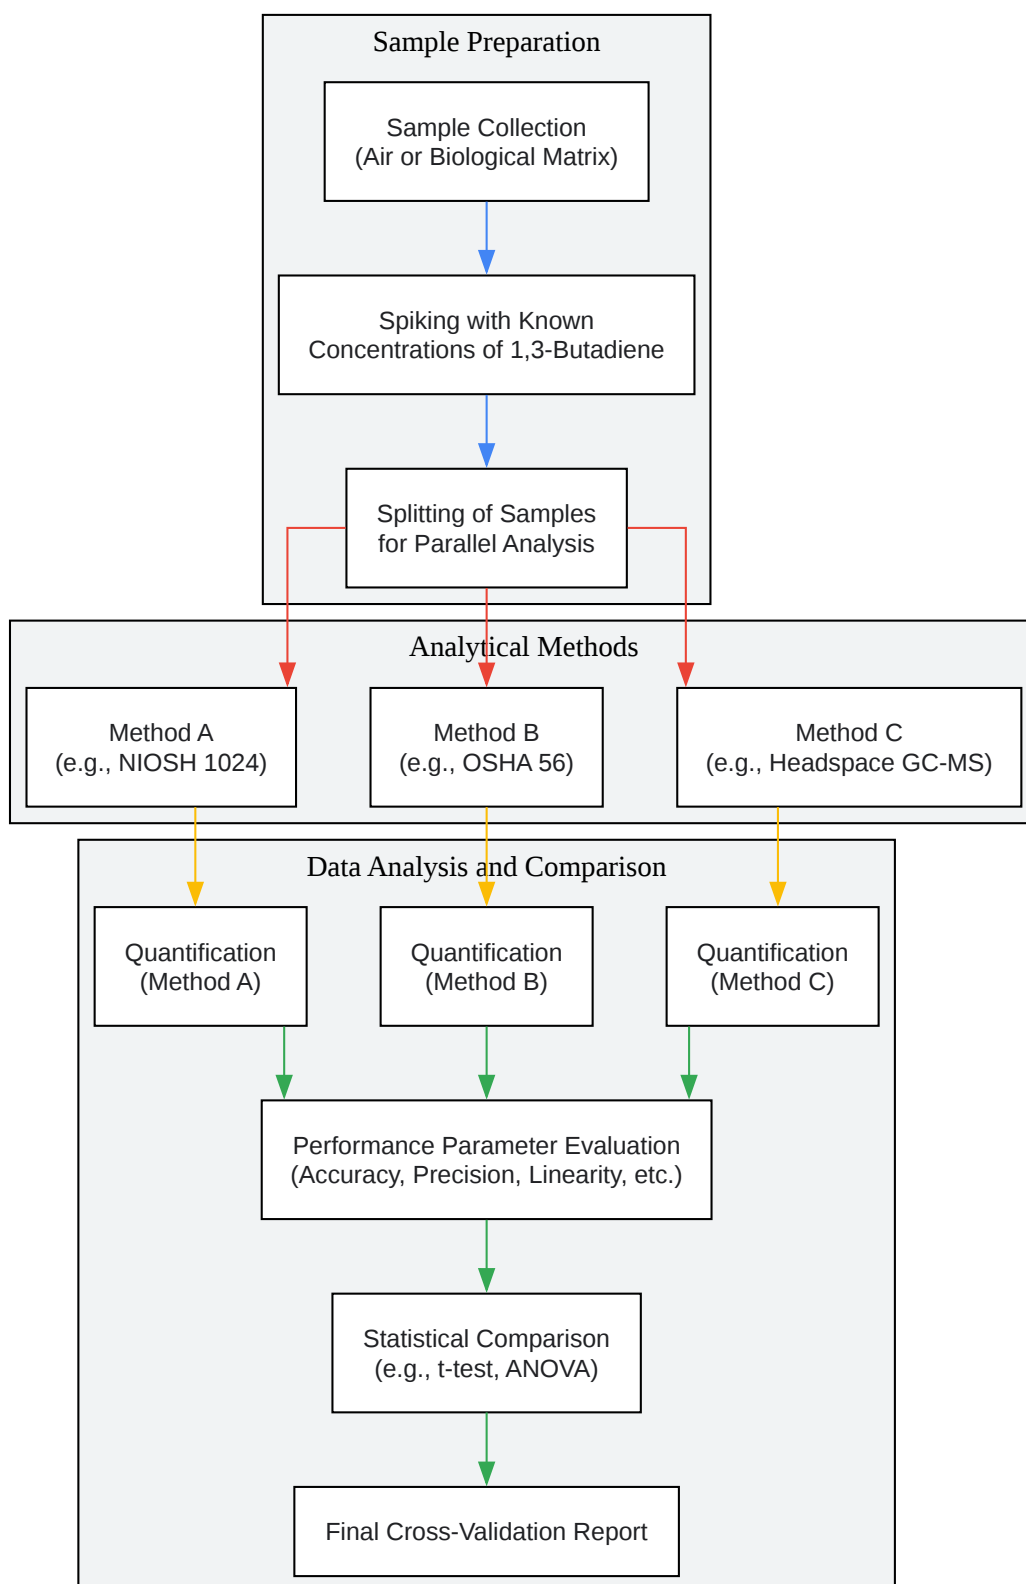 Sample Preparation
Sample Collection
(Air or Biological Matrix)
Spiking with Known
Concentrations of 1,3-Butadiene
Splitting of Samples
for Parallel Analysis
Analytical Methods
Method A
(e.g., NIOSH 1024)
Method B
(e.g., OSHA 56)
Method C
(e.g., Headspace GC-MS)
Data Analysis and Comparison
Quantification
(Method A)
Quantification
(Method B)
Quantification
(Method C)
Performance Parameter Evaluation
(Accuracy, Precision, Linearity, etc.)
Statistical Comparison
(e.g., t-test, ANOVA)
Final Cross-Validation Report